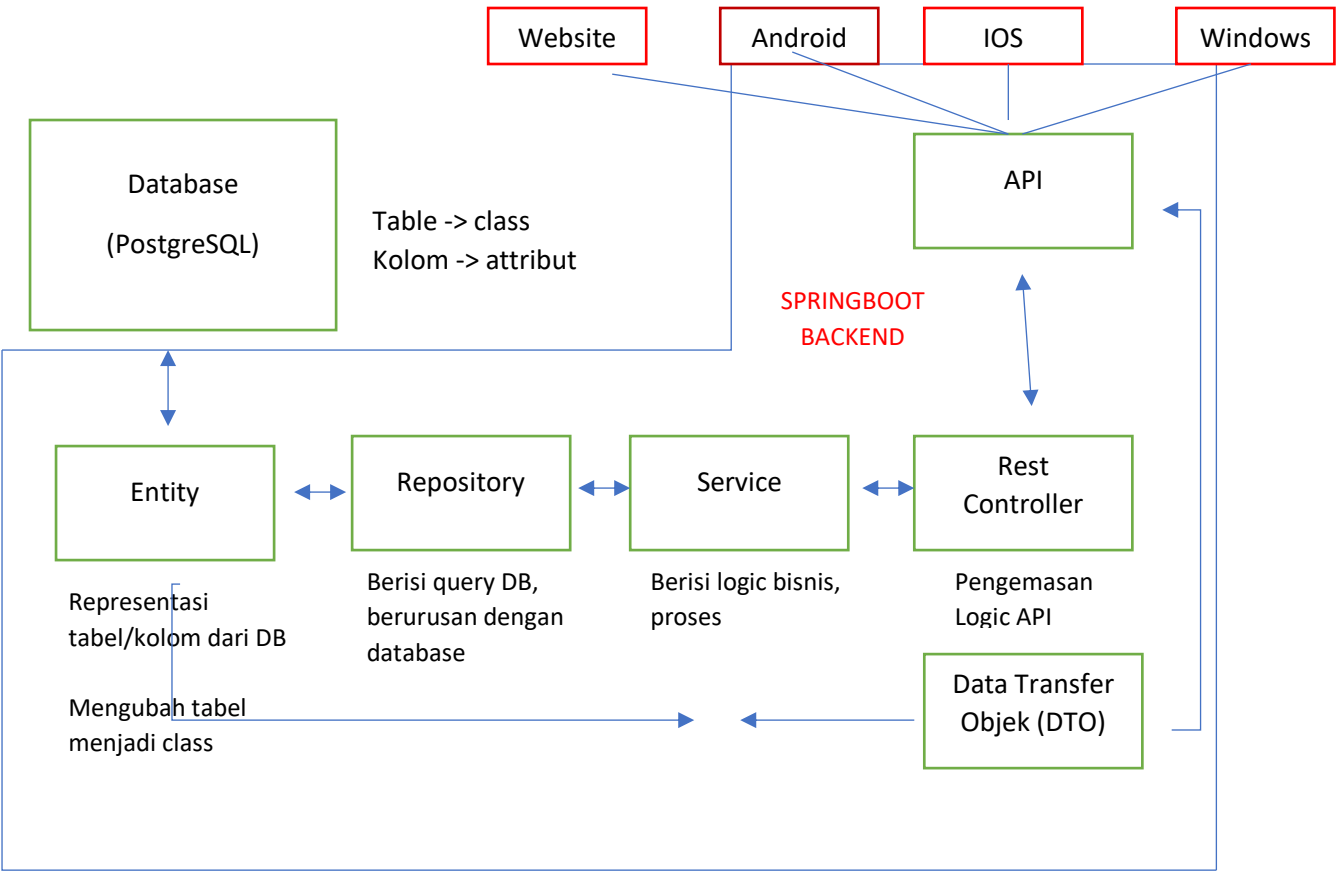 Website
Android
IOS
Windows
Database
(PostgreSQL)
Table -> class
Kolom -> attribut
API
SPRINGBOOT
BACKEND
Entity
Repository
Service
Rest
Controller
Representasi
tabel/kolom dari DB
Mengubah tabel
menjadi class
Berisi query DB,
berurusan dengan
database
Berisi logic bisnis,
proses
Pengemasan
Logic API
Data Transfer
Objek (DTO)